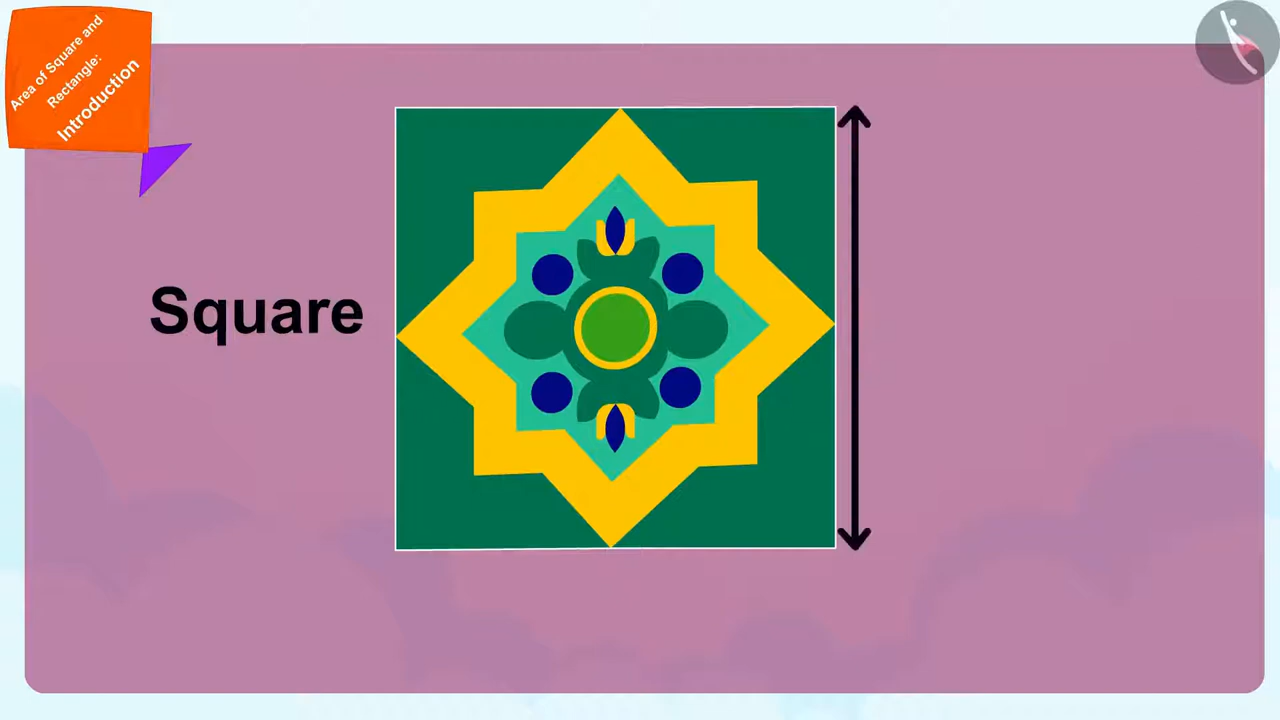 Area of Square and
Rectangle:
Introduction
Square